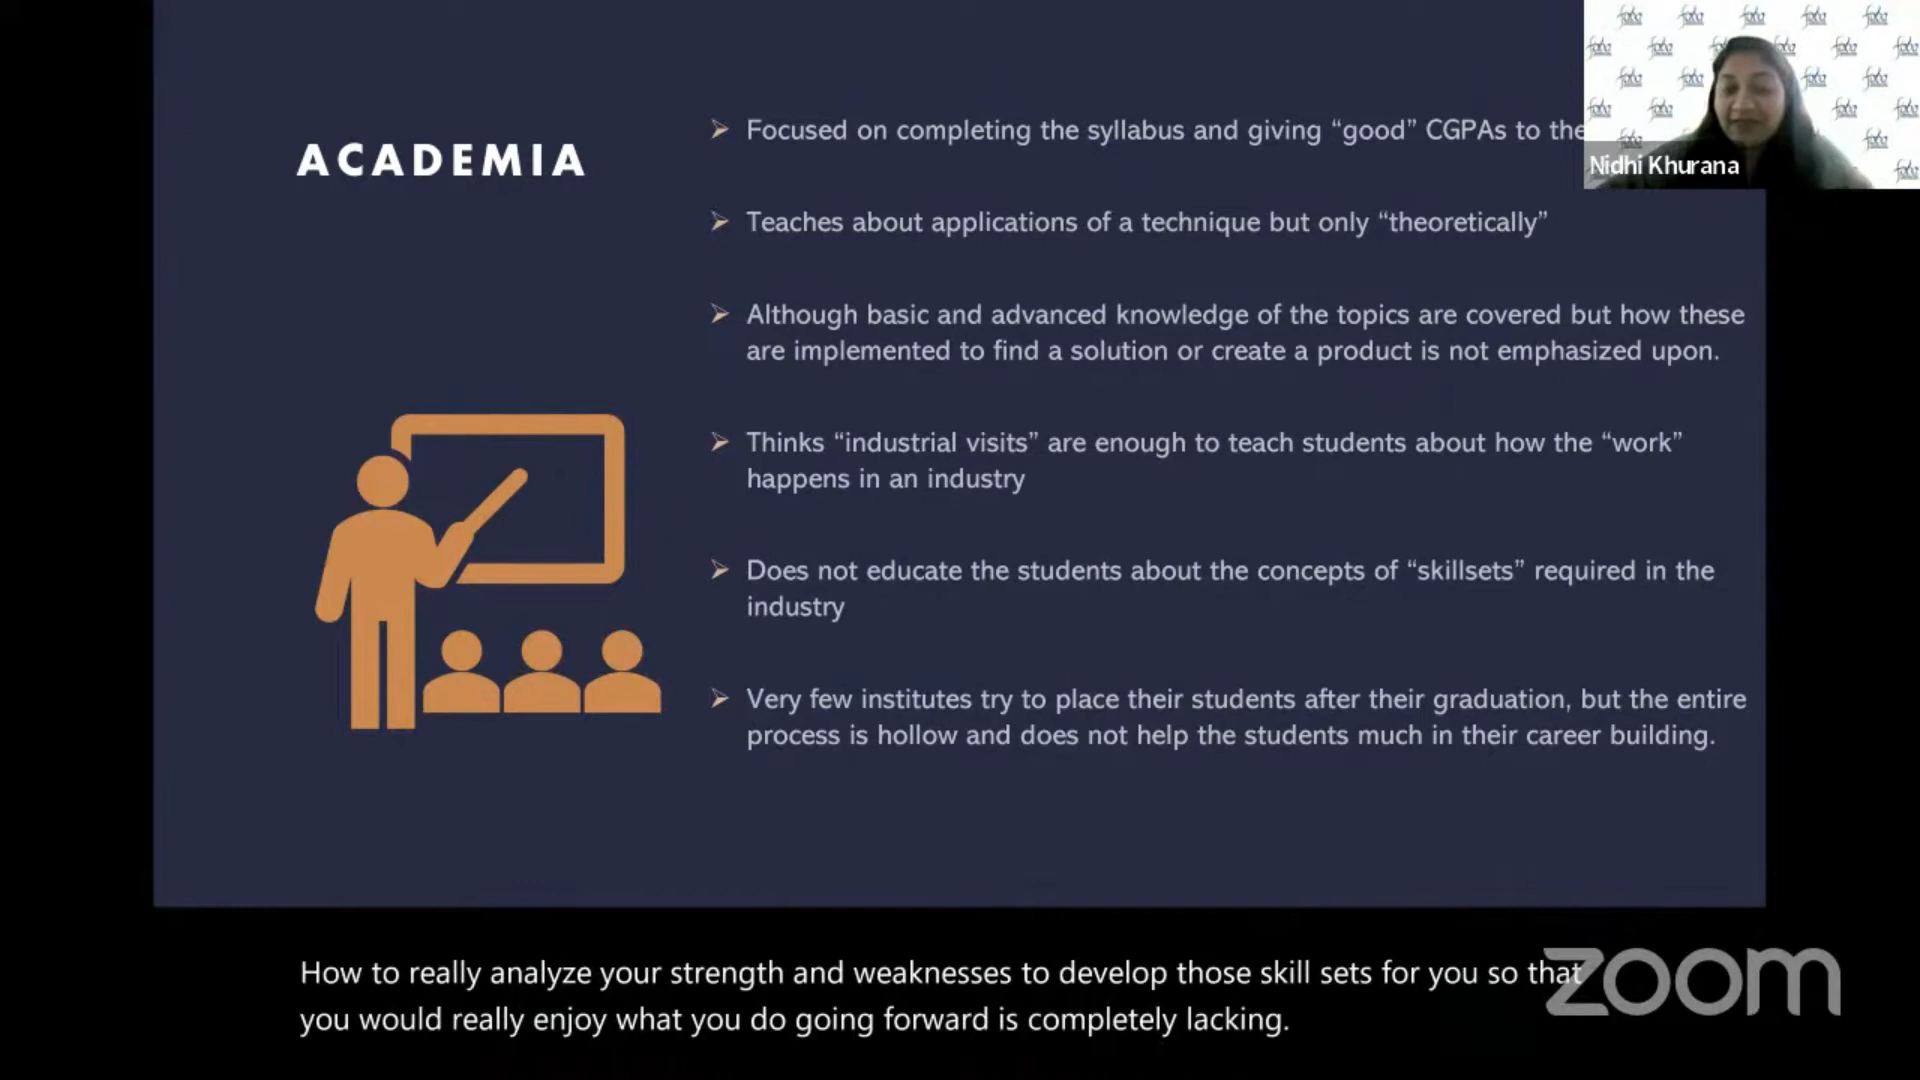 ACADEMIA
➢ Focused on completing the syllabus and giving “good” CGPAs to the
➢ Teaches about applications of a technique but only “theoretically”
➢ Although basic and advanced knowledge of the topics are covered but how these
are implemented to find a solution or create a product is not emphasized upon.
➢ Thinks “industrial visits” are enough to teach students about how the “work”
happens in an industry
➢ Does not educate the students about the concepts of “skillsets” required in the
industry
➢ Very few institutes try to place their students after their graduation, but the entire
process is hollow and does not help the students much in their career building.
Nidhi Khurana
How to really analyze your strength and weaknesses to develop those skill sets for you so that
you would really enjoy what you do going forward is completely lacking.
zoom